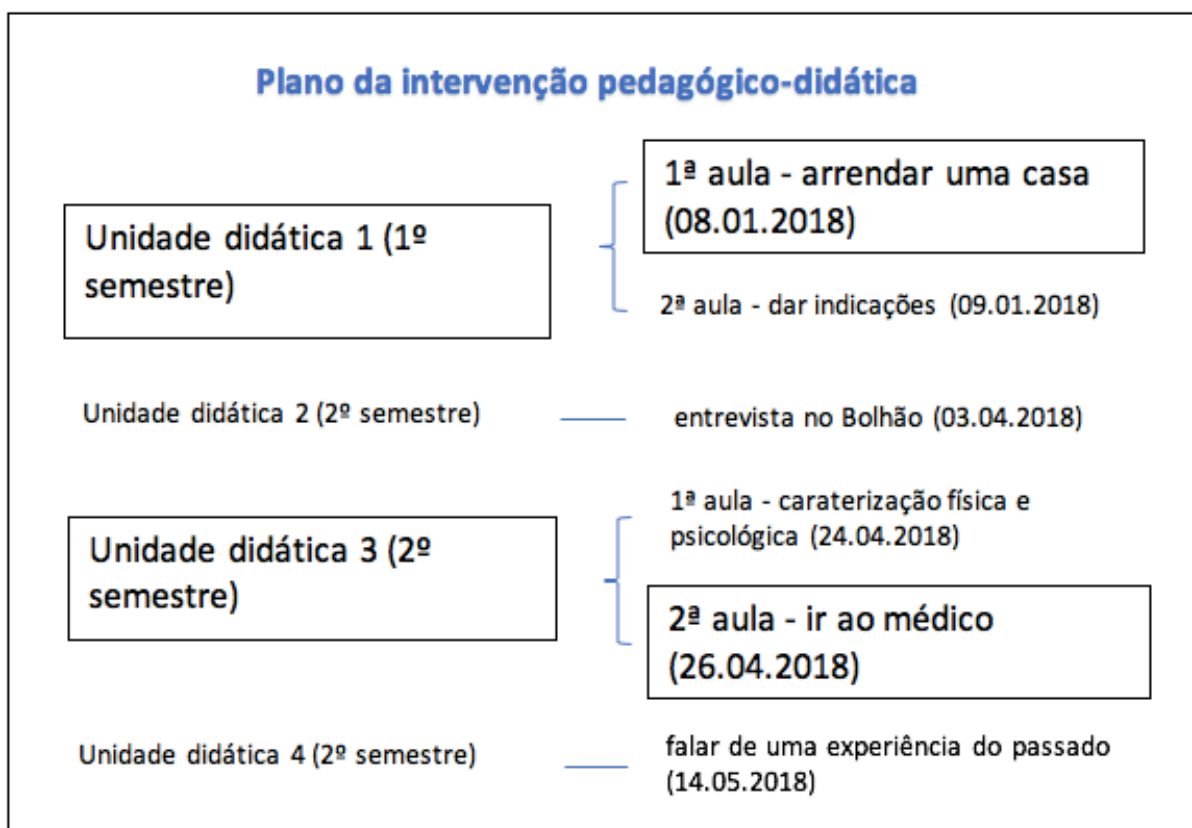 Plano da intervenção pedagógico-didática
Unidade didática 1 (1º
semestre)
1ª aula - arrendar uma casa
(08.01.2018)
2ª aula - dar indicações (09.01.2018)
Unidade didática 2 (2º semestre)
entrevista no Bolhão (03.04.2018)
Unidade didática 3 (2º
semestre)
1ª aula - caraterização física e
psicológica (24.04.2018)
2ª aula - ir ao médico
(26.04.2018)
Unidade didática 4 (2º semestre)
falar de uma experiência do passado
(14.05.2018)